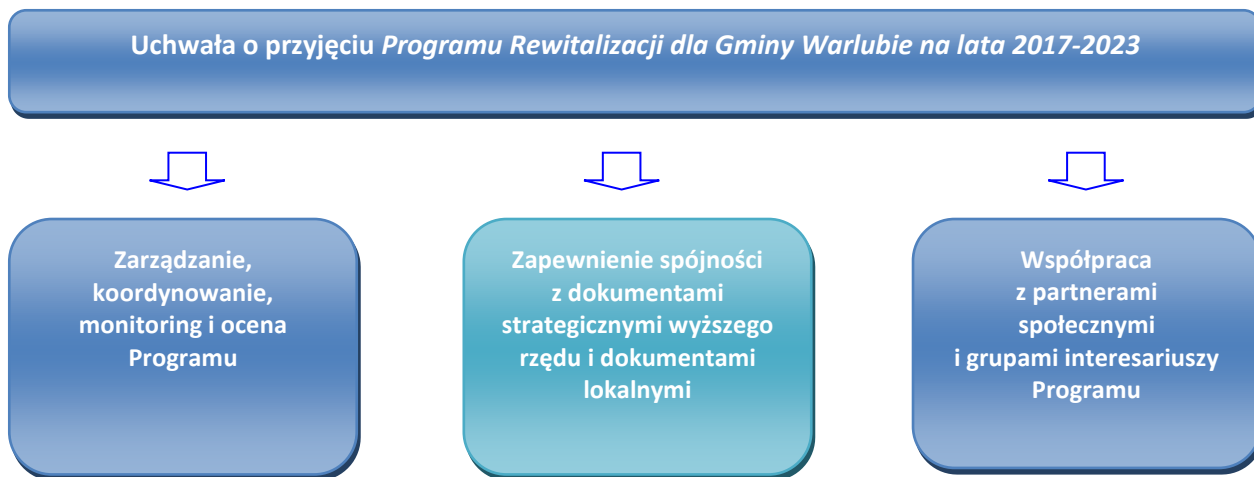 Uchwała o przyjęciu Programu Rewitalizacji dla Gminy Warlubie na lata 2017-2023
Zarządzanie,
koordynowanie,
monitoring i ocena
Programu
Zapewnienie spójności
z dokumentami
strategicznymi wyższego
rzędu i dokumentami
lokalnymi
Współpraca
z partnerami
społecznymi
i grupami interesariuszy
Programu